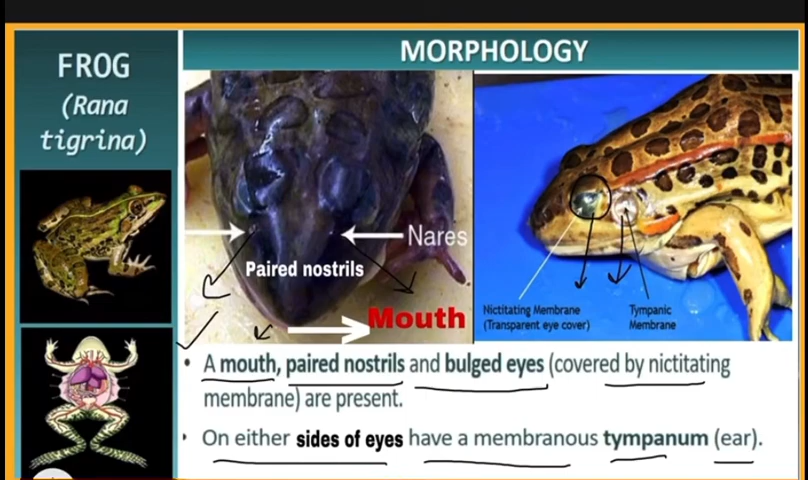 FROG
(Rana
tigrina)
MORPHOLOGY
Nares
Paired nostrils
Mouth
Nictitating Membrane
(Transparent eye cover)
Tympanic
Membrane
• A mouth, paired nostrils and bulged eyes (covered by nictitating
membrane) are present.
• On either sides of eyes have a membranous tympanum (ear).